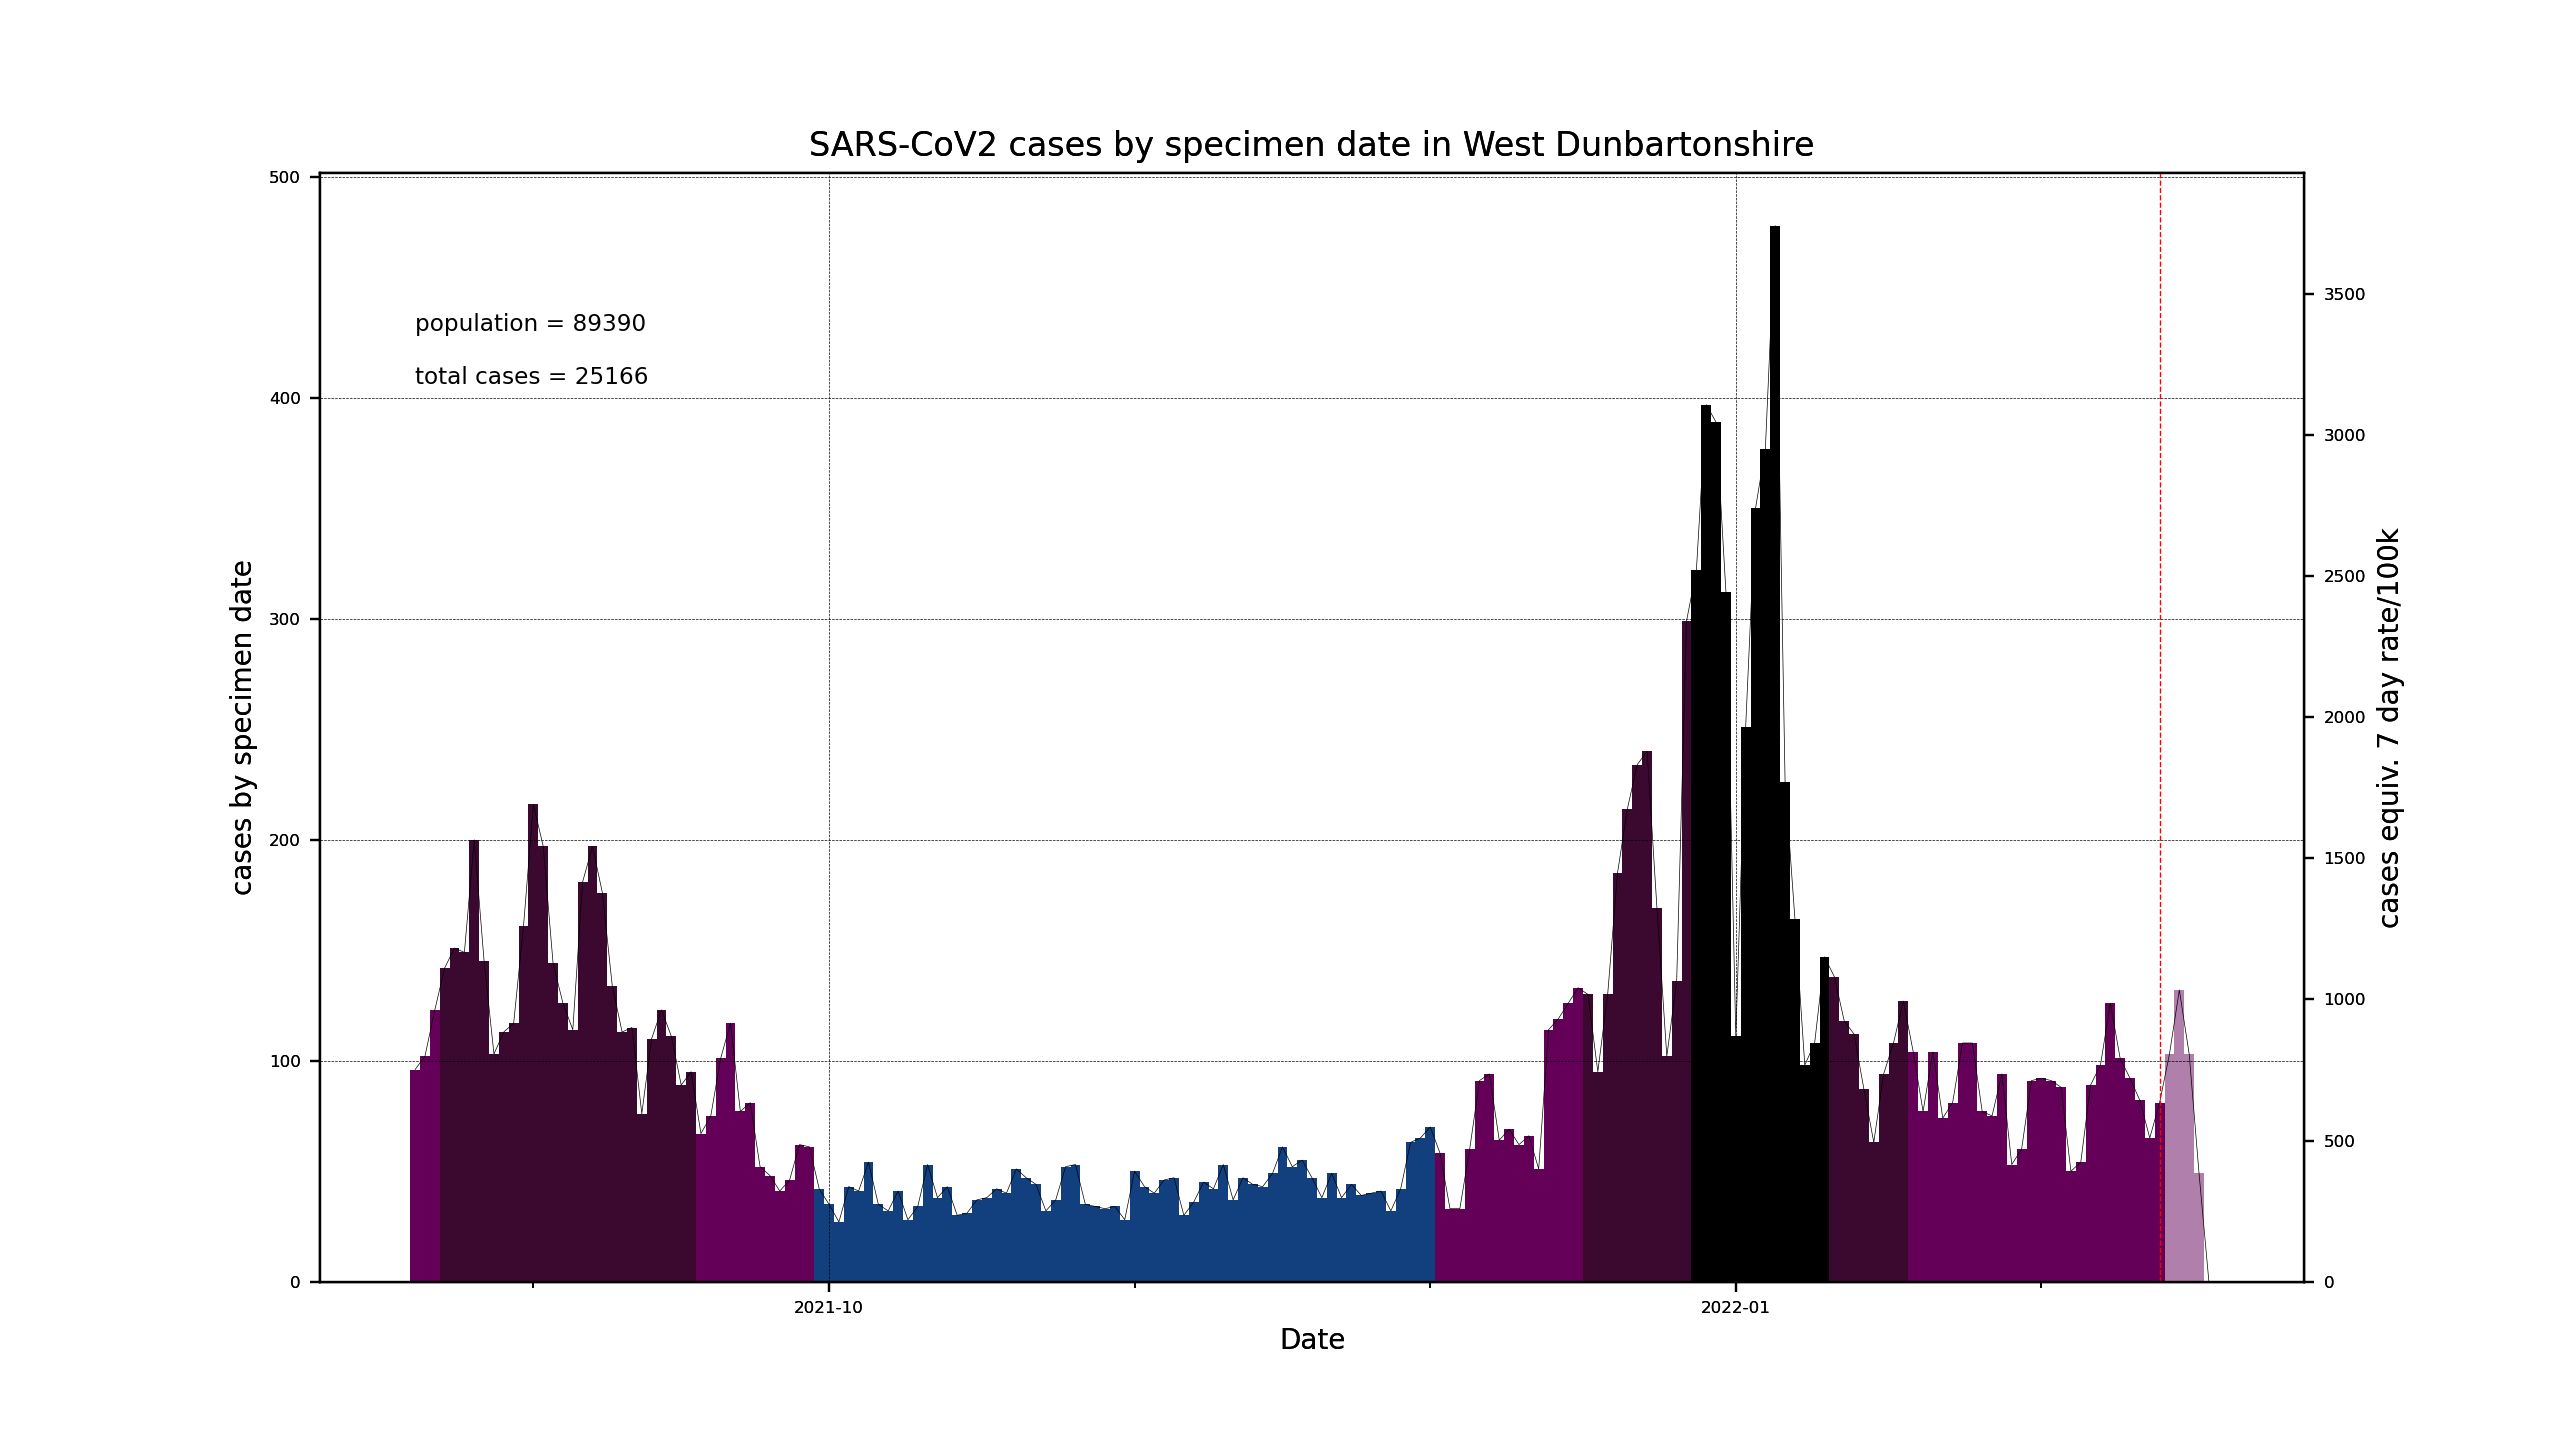 SARS-CoV2 cases by specimen date in West Dunbartonshire
population = 89390
total cases = 25166
cases by specimen date
500
400
300
200
100
0
3500
3000
2500
2000
1500
1000
500
0
cases equiv. 7 day rate/100k
2021-10
2022-01
Date